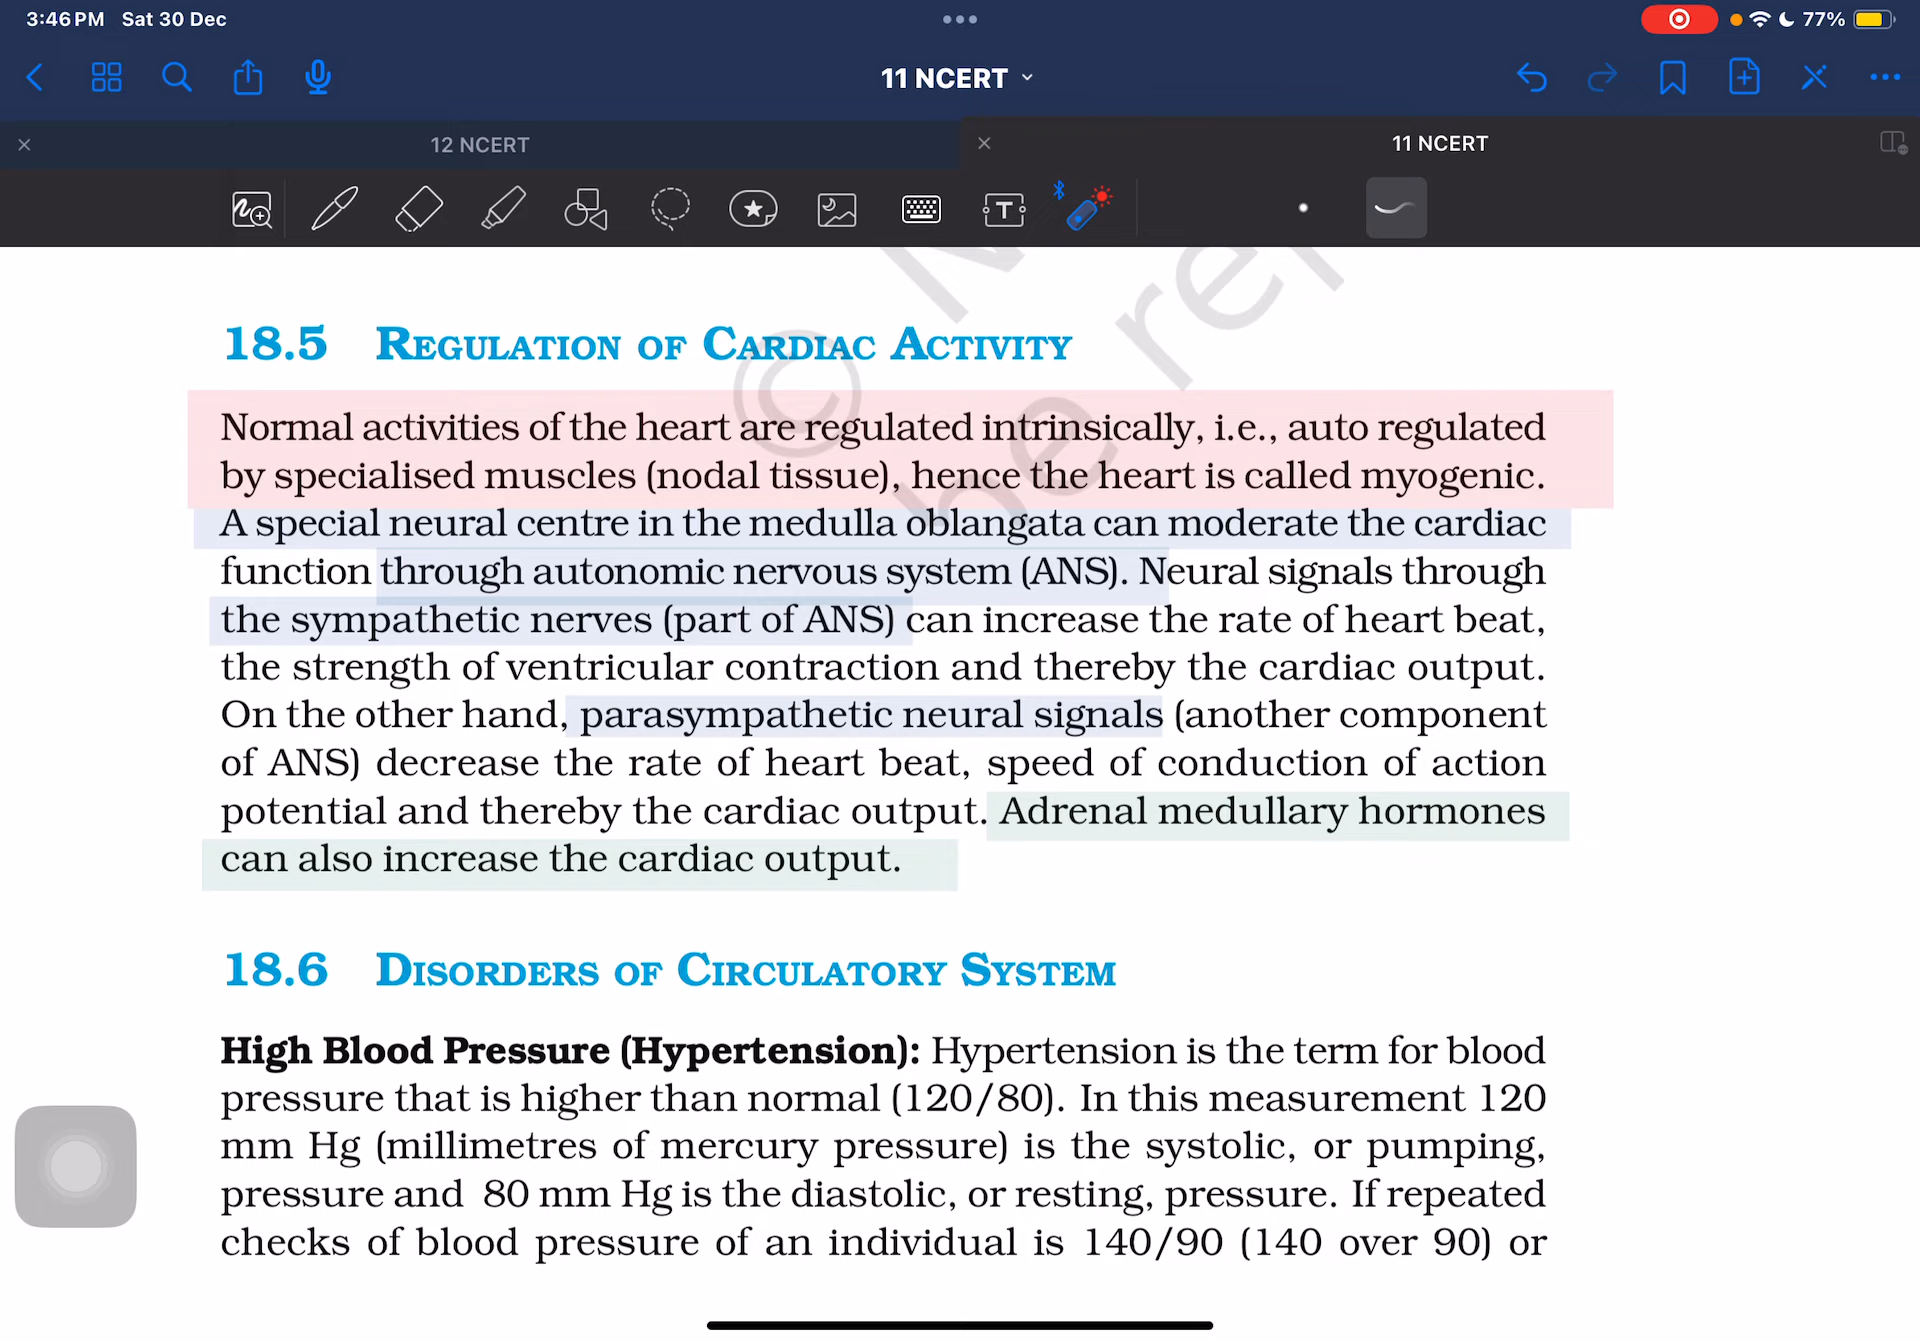 3:46 PM Sat 30 Dec
77%
11 NCERT
12 NCERT
11 NCERT
T
© N
be rep
18.5 REGULATION OF CARDIAC ACTIVITY
Normal activities of the heart are regulated intrinsically, i.e., auto regulated
by specialised muscles (nodal tissue), hence the heart is called myogenic.
A special neural centre in the medulla oblangata can moderate the cardiac
function through autonomic nervous system (ANS). Neural signals through
the sympathetic nerves (part of ANS) can increase the rate of heart beat,
the strength of ventricular contraction and thereby the cardiac output.
On the other hand, parasympathetic neural signals (another component
of ANS) decrease the rate of heart beat, speed of conduction of action
potential and thereby the cardiac output. Adrenal medullary hormones
can also increase the cardiac output.
18.6 DISORDERS OF CIRCULATORY SYSTEM
High Blood Pressure (Hypertension): Hypertension is the term for blood
pressure that is higher than normal (120/80). In this measurement 120
mm Hg (millimetres of mercury pressure) is the systolic, or pumping,
pressure and 80 mm Hg is the diastolic, or resting, pressure. If repeated
checks of blood pressure of an individual is 140/90 (140 over 90) or